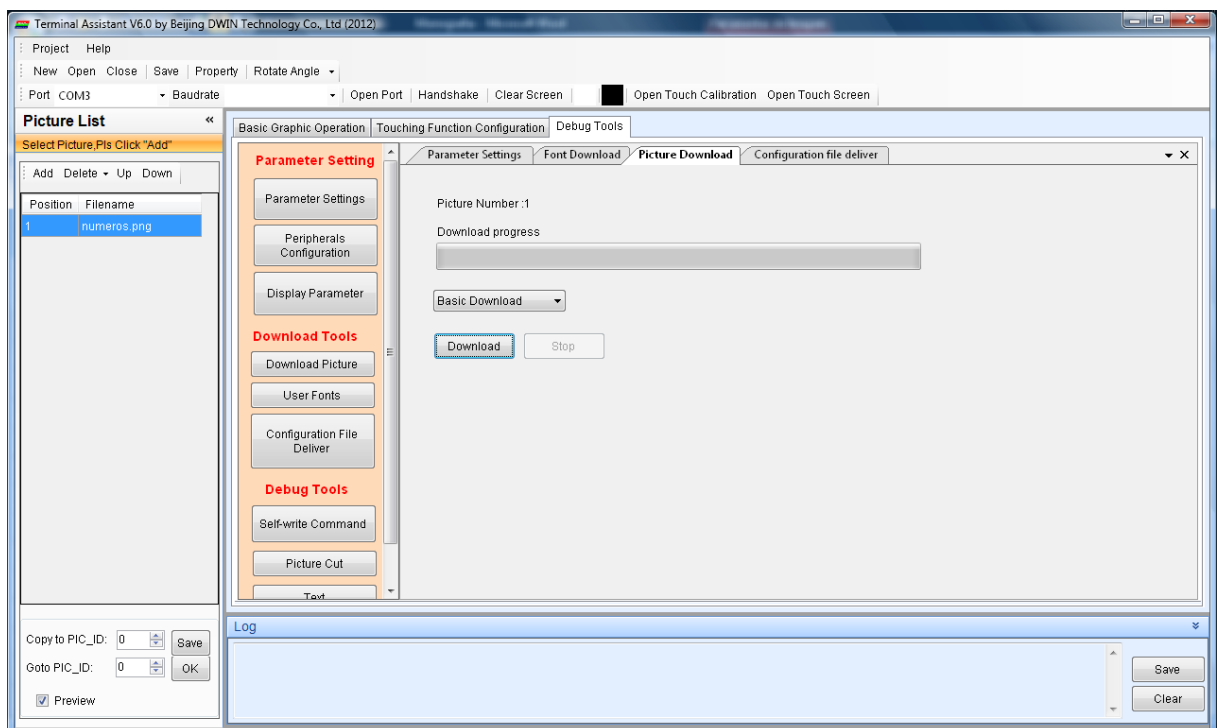 Terminal Assistant V6.0 by Beijing DWIN Technology Co., Ltd (2012)
Project Help
New Open Close Save Property Rotate Angle
Port COM3 Baudrate Open Port Handshake Clear Screen Open Touch Calibration Open Touch Screen
Picture List
Select Picture,Pls Click "Add"
Add Delete Up Down
Position Filename
1 numeros.png
Copy to PIC_ID: 0 Save
Goto PIC_ID: 0 OK
Preview
Basic Graphic Operation Touching Function Configuration Debug Tools
Parameter Setting
Parameter Settings
Peripherals
Configuration
Display Parameter
Download Tools
Download Picture
User Fonts
Configuration File
Deliver
Debug Tools
Self-write Command
Picture Cut
Text
Parameter Settings Font Download Picture Download Configuration file deliver
Picture Number :1
Download progress
Basic Download
Download Stop
Log
Save
Clear